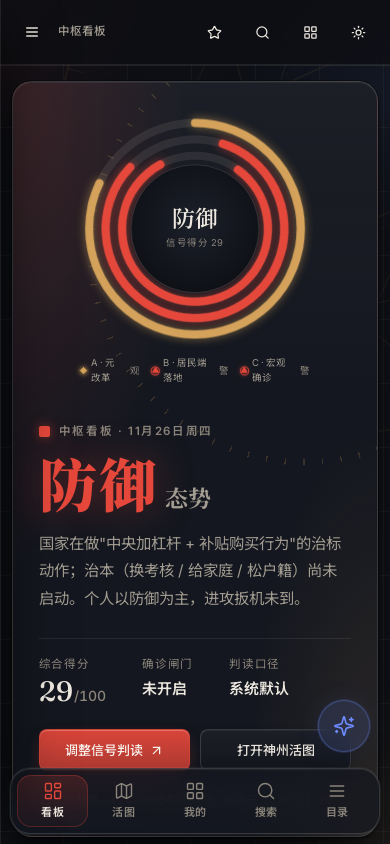 中枢看板
防御
信号得分 29
A·元改革 观
B·居民端落地 警
C·宏观确诊 警
中枢看板 · 11月26日周四
防御 态势
国家在做"中央加杠杆 + 补贴购买行为"的治标
动作；治本（换考核 / 给家庭 / 松户籍）尚未
启动。个人以防御为主，进攻扳机未到。
综合得分 确诊闸门 判读口径
29/100 未开启 系统默认
调整信号判读 打开神州活图
看板 活图 我的 搜索 目录